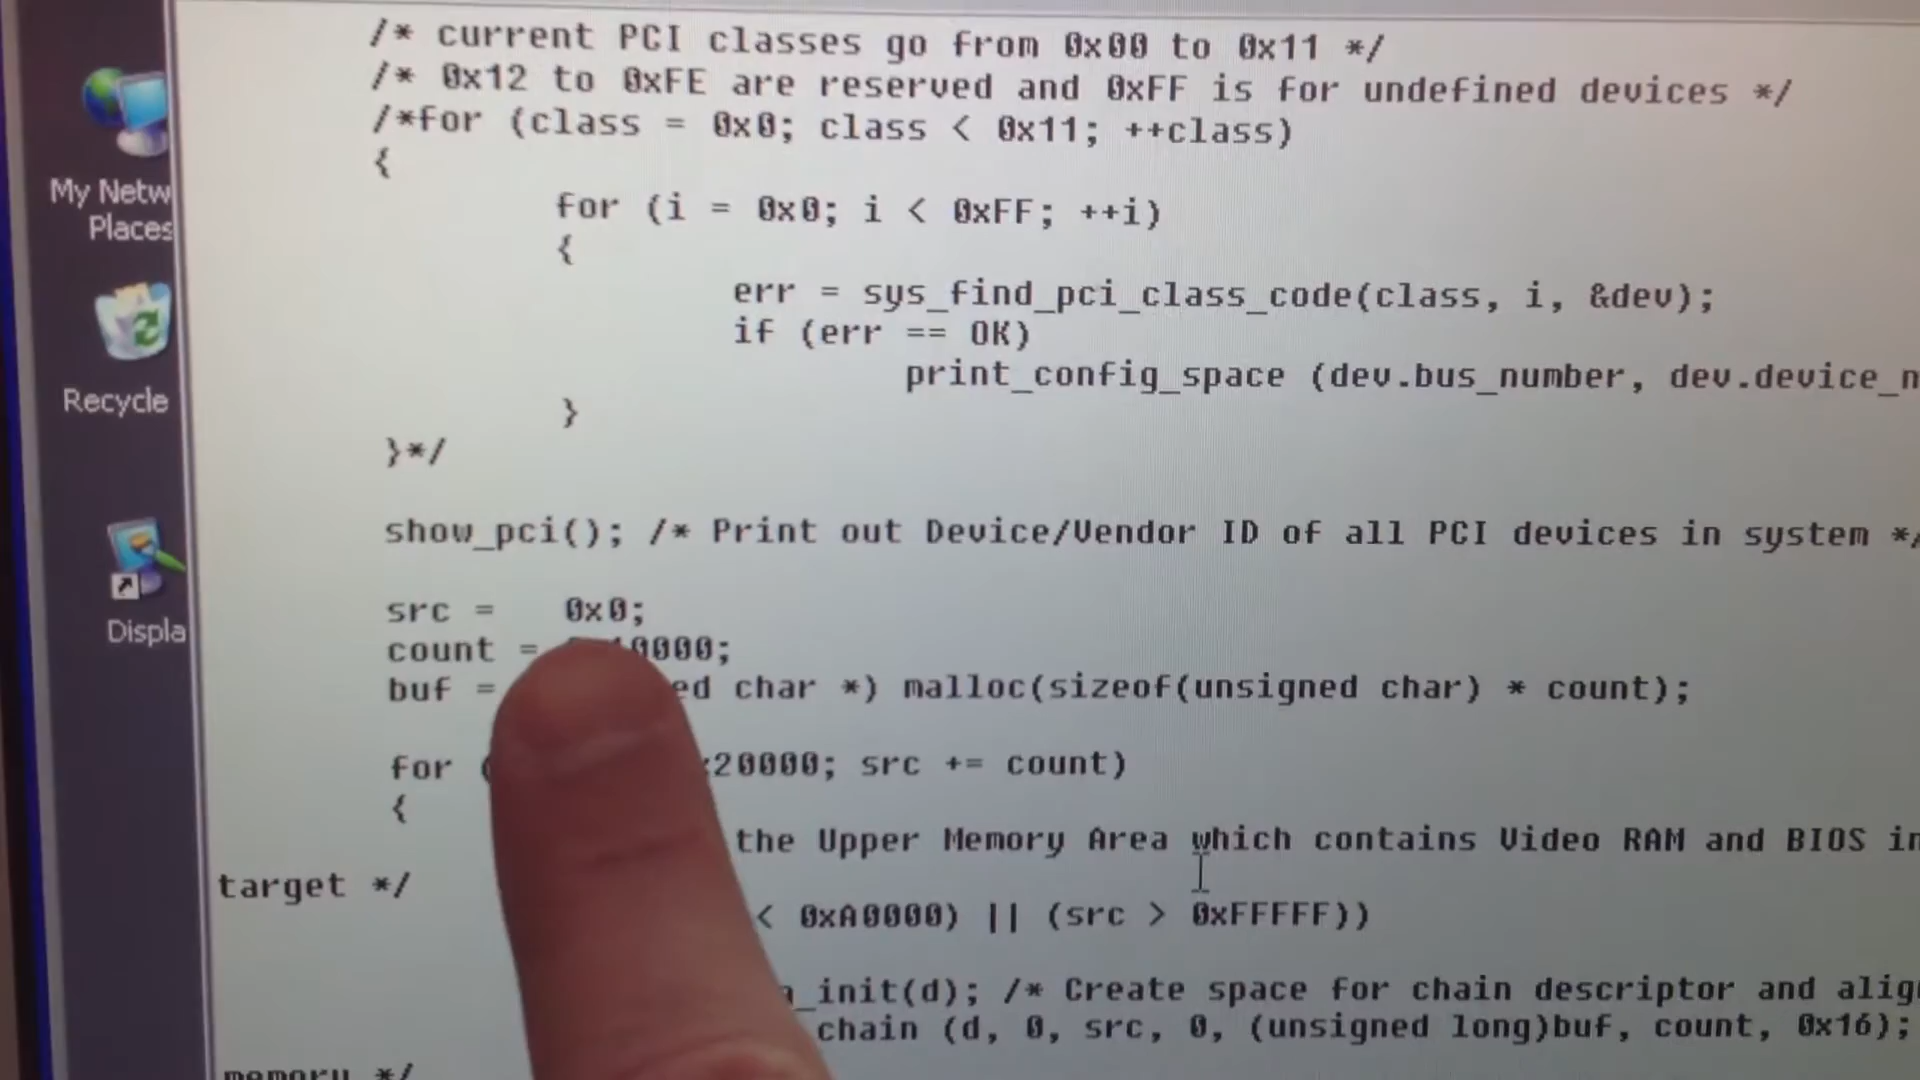 /* current PCI classes go from 0x00 to 0x11 */
/* 0x12 to 0xFE are reserved and 0xFF is for undefined devices */
/*for (class = 0x0; class < 0x11; ++class)
{
for (i = 0x0; i < 0xFF; ++i)
{
err = sys_find_pci_class_code(class, i, &dev);
if (err == OK)
print_config_space (dev.bus_number, dev.device_n
}
}*/
show_pci(); /* Print out Device/Vendor ID of all PCI devices in system */
src = 0x0;
count = 10000;
buf = ed char *) malloc(sizeof(unsigned char) * count);
for ( 20000; src += count)
{
the Upper Memory Area which contains Video RAM and BIOS in
target */
< 0xA0000) || (src > 0xFFFFF))
_init(d); /* Create space for chain descriptor and alig
_chain (d, 0, src, 0, (unsigned long)buf, count, 0x16);
memory */
My Netw
Places
Recycle
Displa